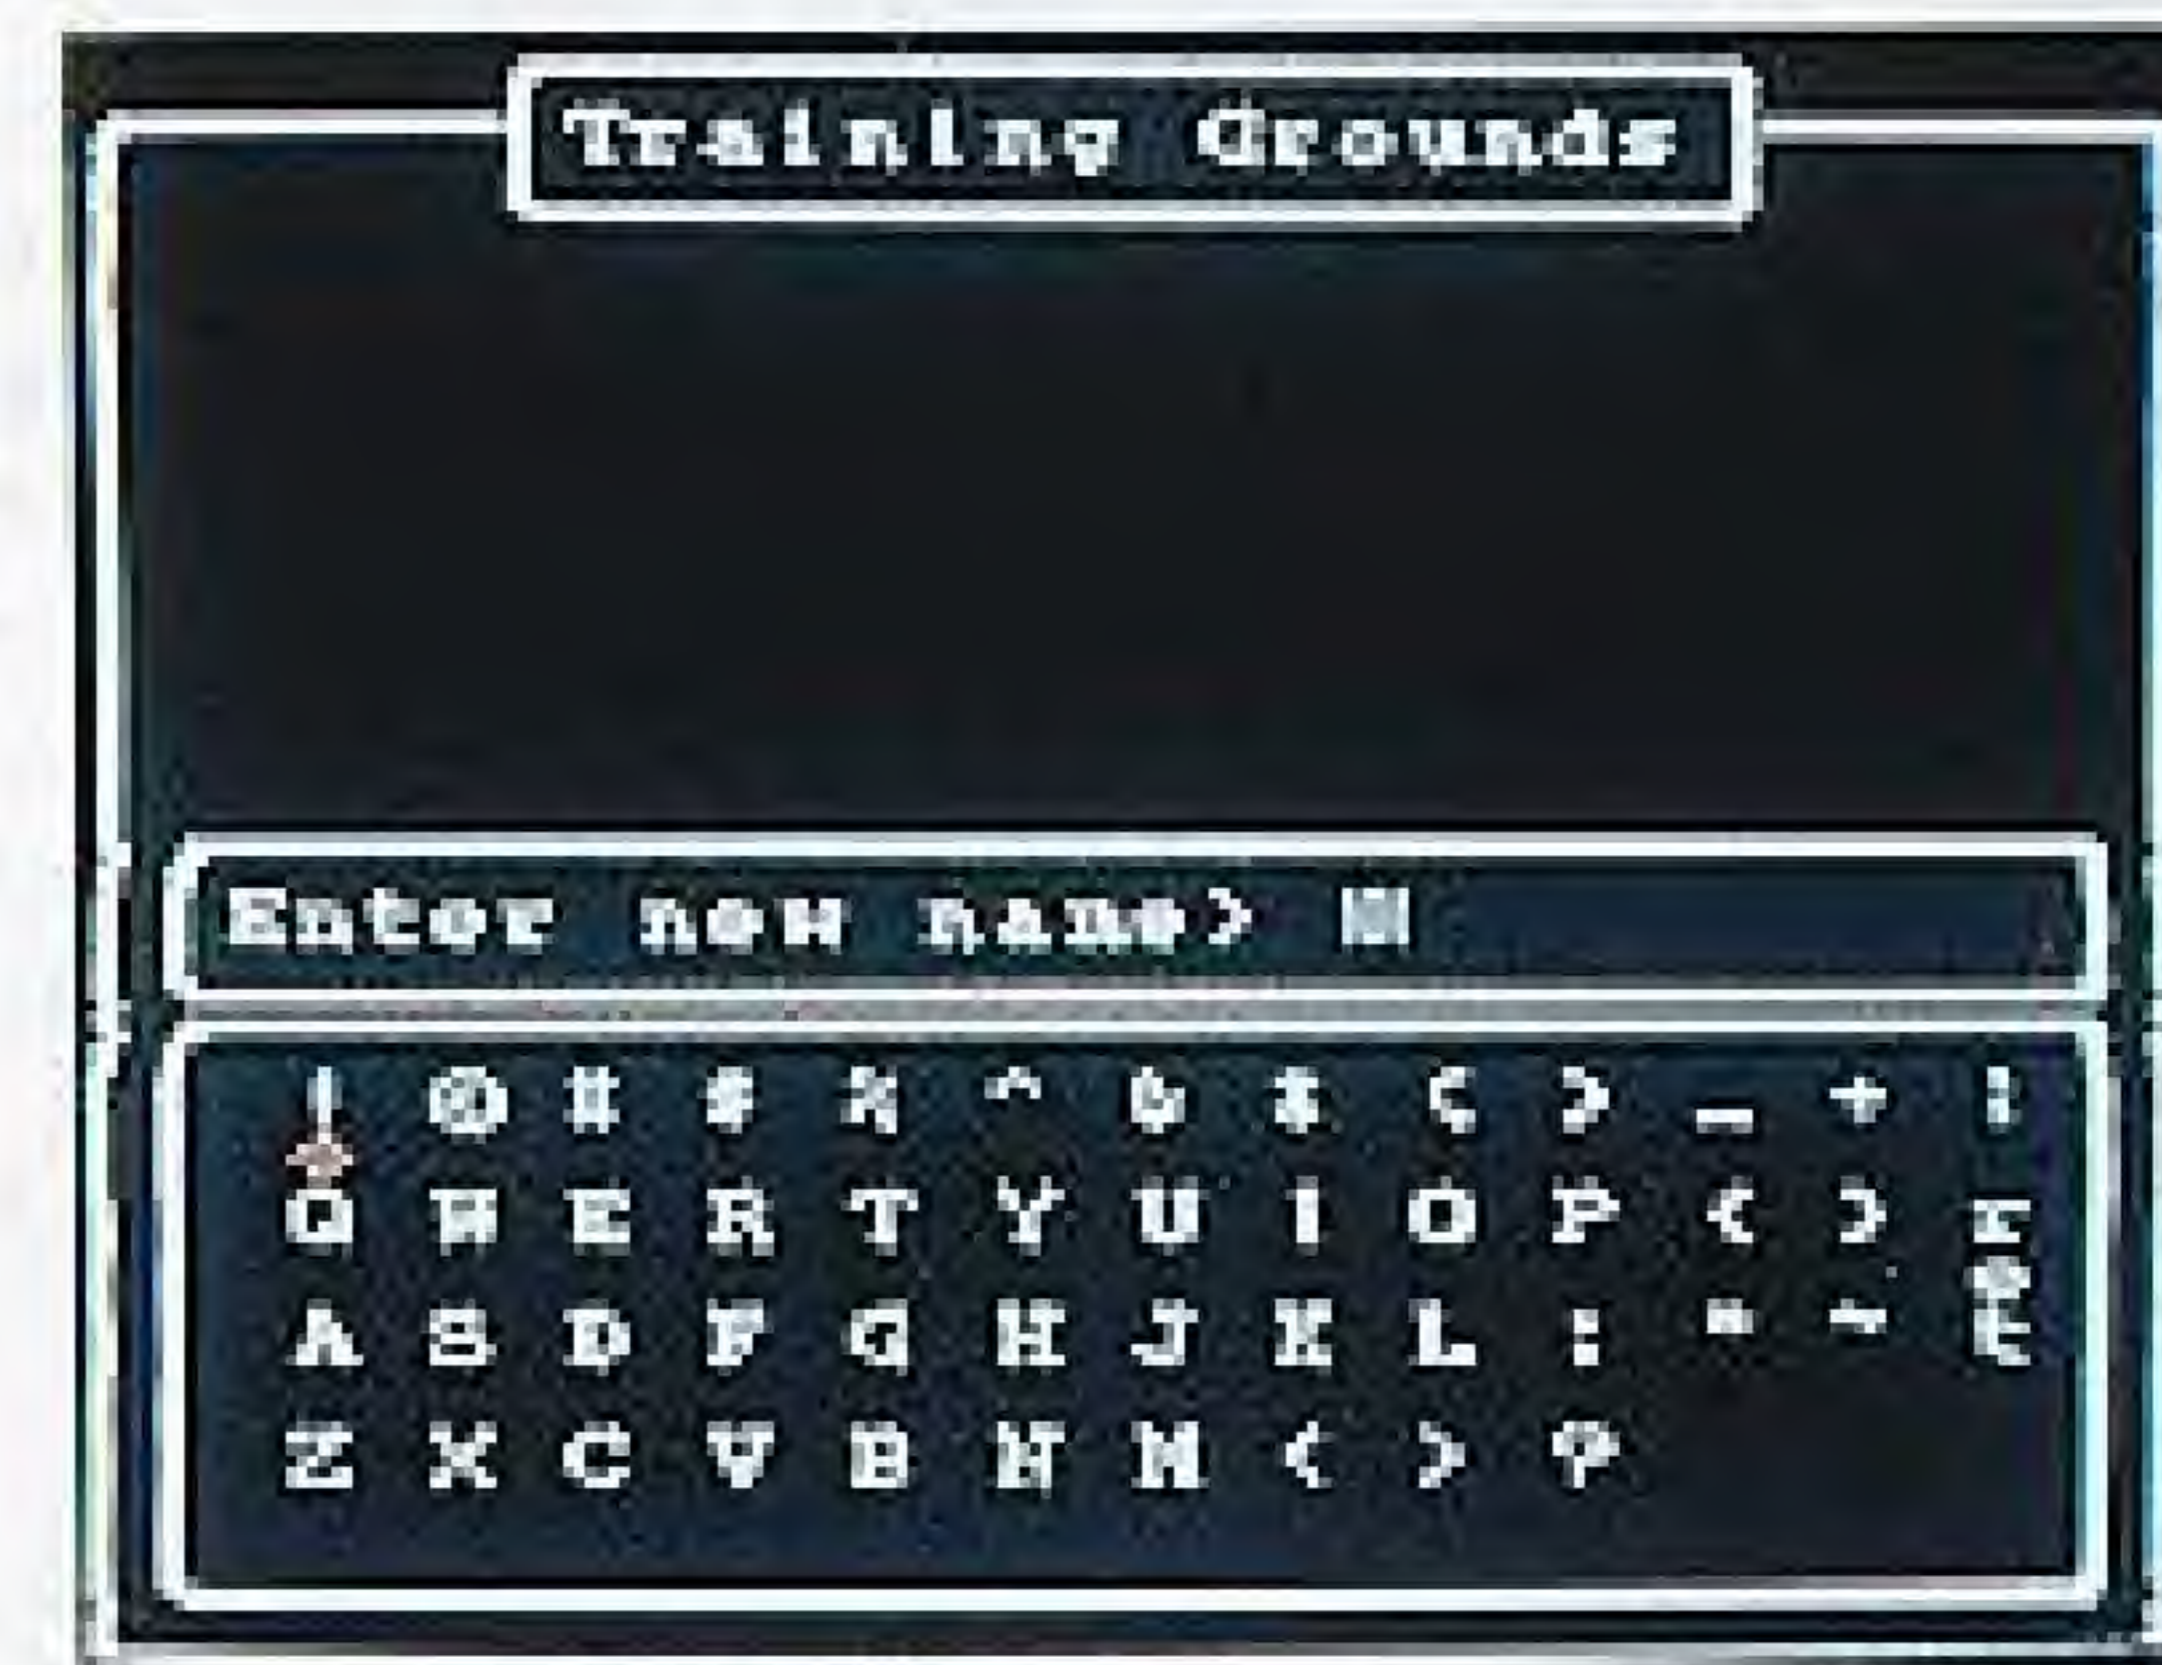 Training Grounds
Enter new name>
! @ # $ % ^ & * ( ) _ + |
Q W E R T Y U I O P { }
A S D F G H J K L : " ~
Z X C V B N M < > ?